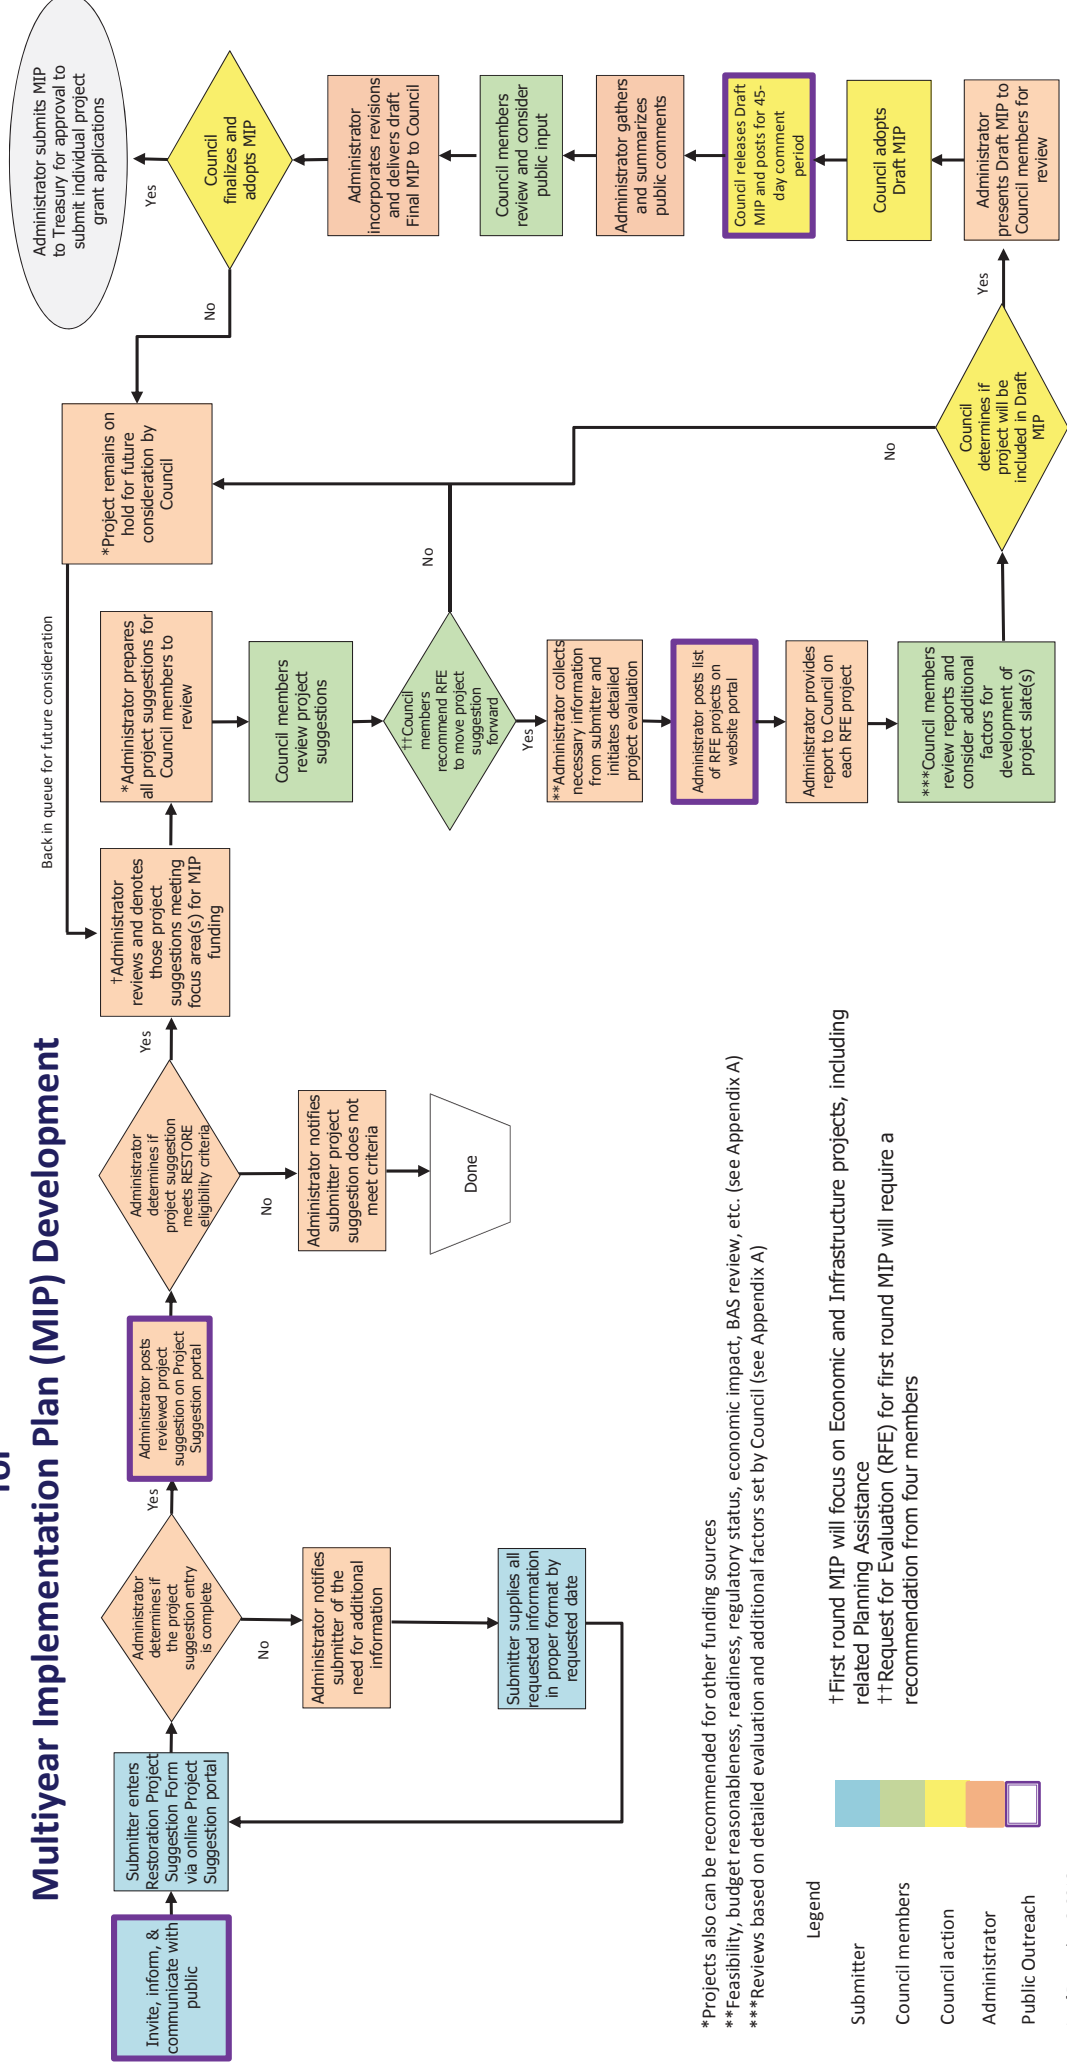 for
Multiyear Implementation Plan (MIP) Development
Invite, inform, &
communicate with
public
Submitter enters
Restoration Project
Suggestion Form
via online Project
Suggestion portal
Administrator
determines if
the project
suggestion entry
is complete
Yes
No
Administrator notifies
submitter of the
need for additional
information
Submitter supplies all
requested information
in proper format by
requested date
Administrator posts
reviewed project
suggestion on Project
Suggestion portal
Administrator
determines if
project suggestion
meets RESTORE
eligibility criteria
Yes
No
Administrator notifies
submitter project
suggestion does not
meet criteria
Done
†Administrator
reviews and denotes
those project
suggestions meeting
focus area(s) for MIP
funding
Back in queue for future consideration
*Administrator prepares
all project suggestions for
Council members to
review
Council members
review project
suggestions
††Council
members
recommend RFE
to move project
suggestion
forward
No
Yes
**Administrator collects
necessary information
from submitter and
initiates detailed
project evaluation
Administrator posts list
of RFE projects on
website portal
Administrator provides
report to Council on
each RFE project
***Council members
review reports and
consider additional
factors for
development of
project slate(s)
*Project remains on
hold for future
consideration by
Council
Council
determines if
project will be
included in Draft
MIP
No
Yes
Administrator
presents Draft MIP to
Council members for
review
Council adopts
Draft MIP
Council releases Draft
MIP and posts for 45-
day comment
period
Administrator gathers
and summarizes
public comments
Council members
review and consider
public input
Administrator
incorporates revisions
and delivers draft
Final MIP to Council
Council
finalizes and
adopts MIP
No
Yes
Administrator submits MIP
to Treasury for approval to
submit individual project
grant applications
*Projects also can be recommended for other funding sources
**Feasibility, budget reasonableness, readiness, regulatory status, economic impact, BAS review, etc. (see Appendix A)
***Reviews based on detailed evaluation and additional factors set by Council (see Appendix A)
Legend
Submitter
Council members
Council action
Administrator
Public Outreach
†First round MIP will focus on Economic and Infrastructure projects, including
related Planning Assistance
††Request for Evaluation (RFE) for first round MIP will require a
recommendation from four members